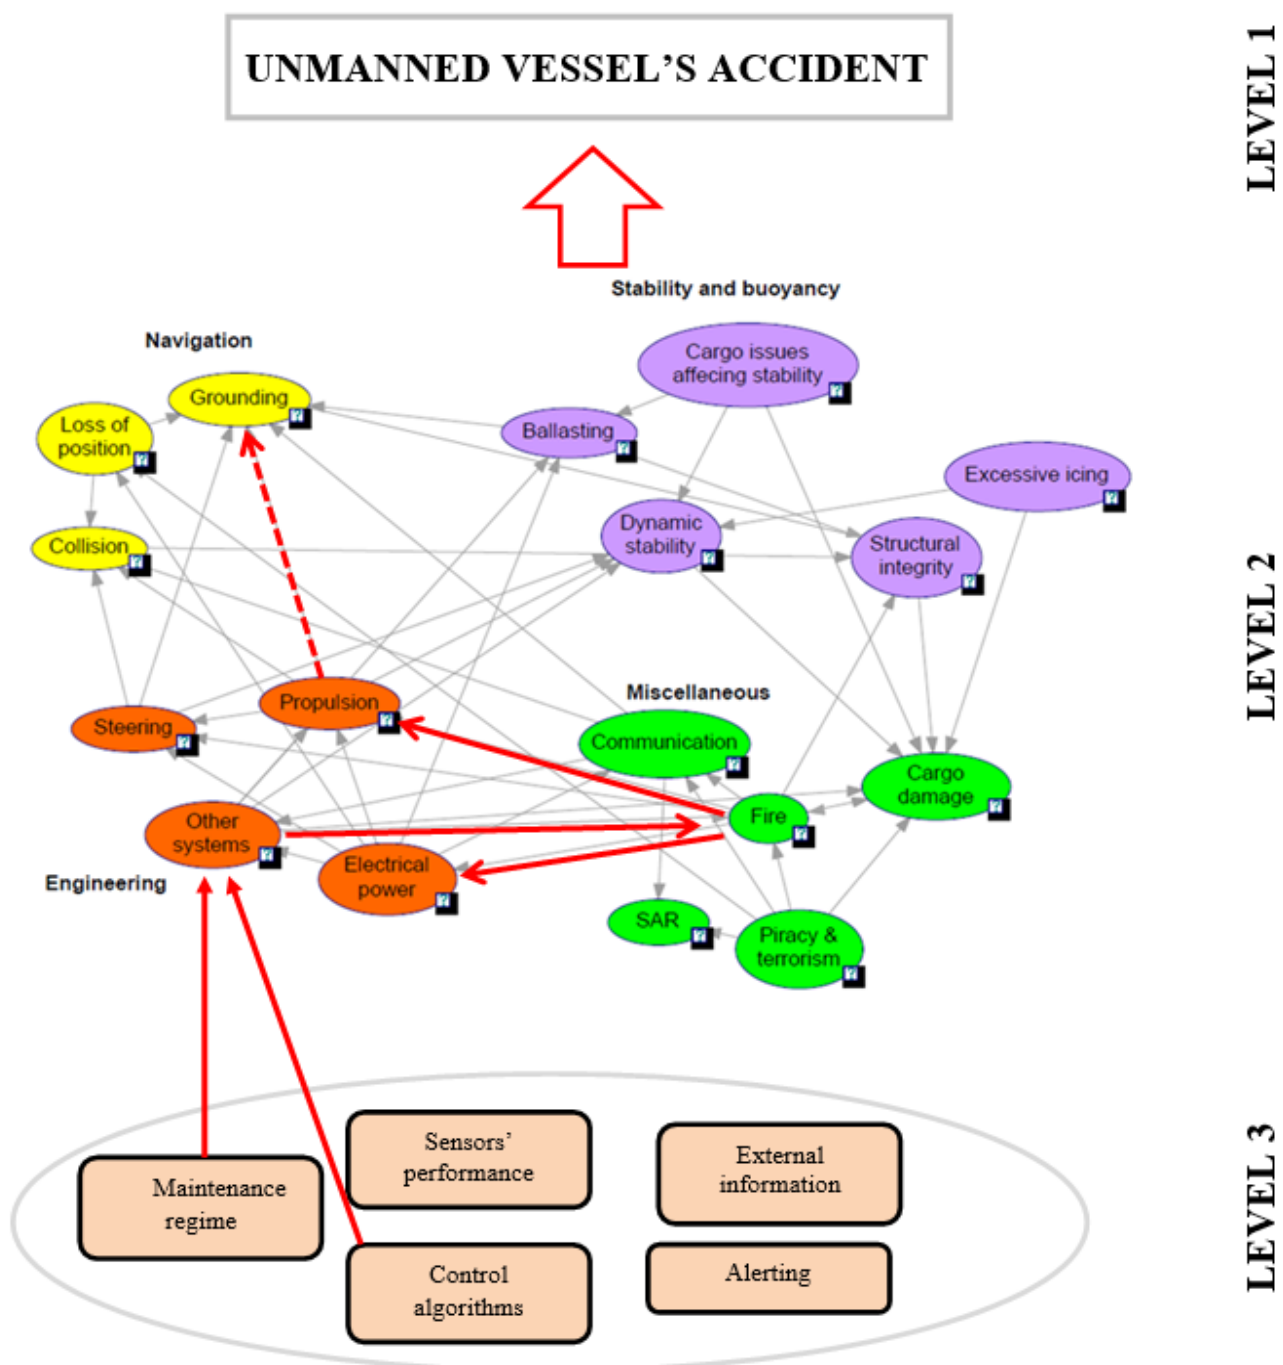 UNMANNED VESSEL'S ACCIDENT
LEVEL 1
Stability and buoyancy
Navigation
Cargo issues
affecing stability
Grounding
Loss of
position
Ballasting
Excessive icing
Dynamic
stability
Collision
Structural
integrity
LEVEL 2
Miscellaneous
Propulsion
Steering
Communication
Cargo
damage
Fire
Other
systems
Electrical
power
Engineering
SAR
Piracy &
terrorism
Sensors'
performance
External
information
Maintenance
regime
LEVEL 3
Control
algorithms
Alerting